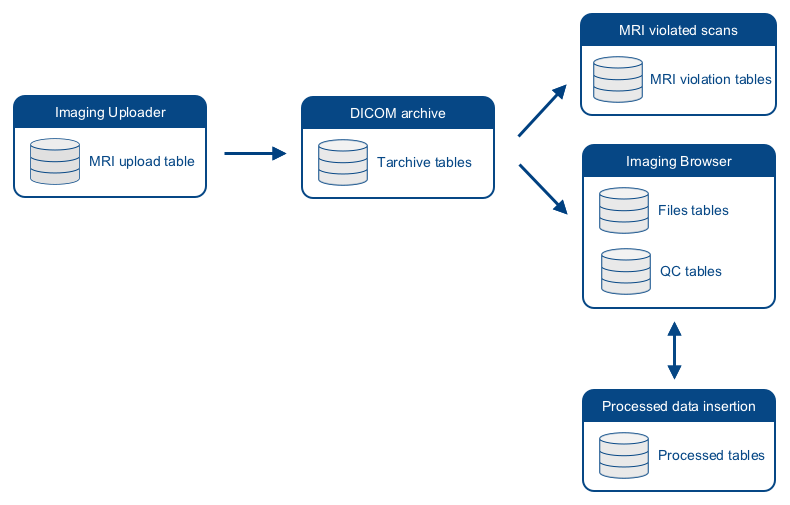 Imaging Uploader
MRI upload table
DICOM archive
Tarchive tables
MRI violated scans
MRI violation tables
Imaging Browser
Files tables
QC tables
Processed data insertion
Processed tables